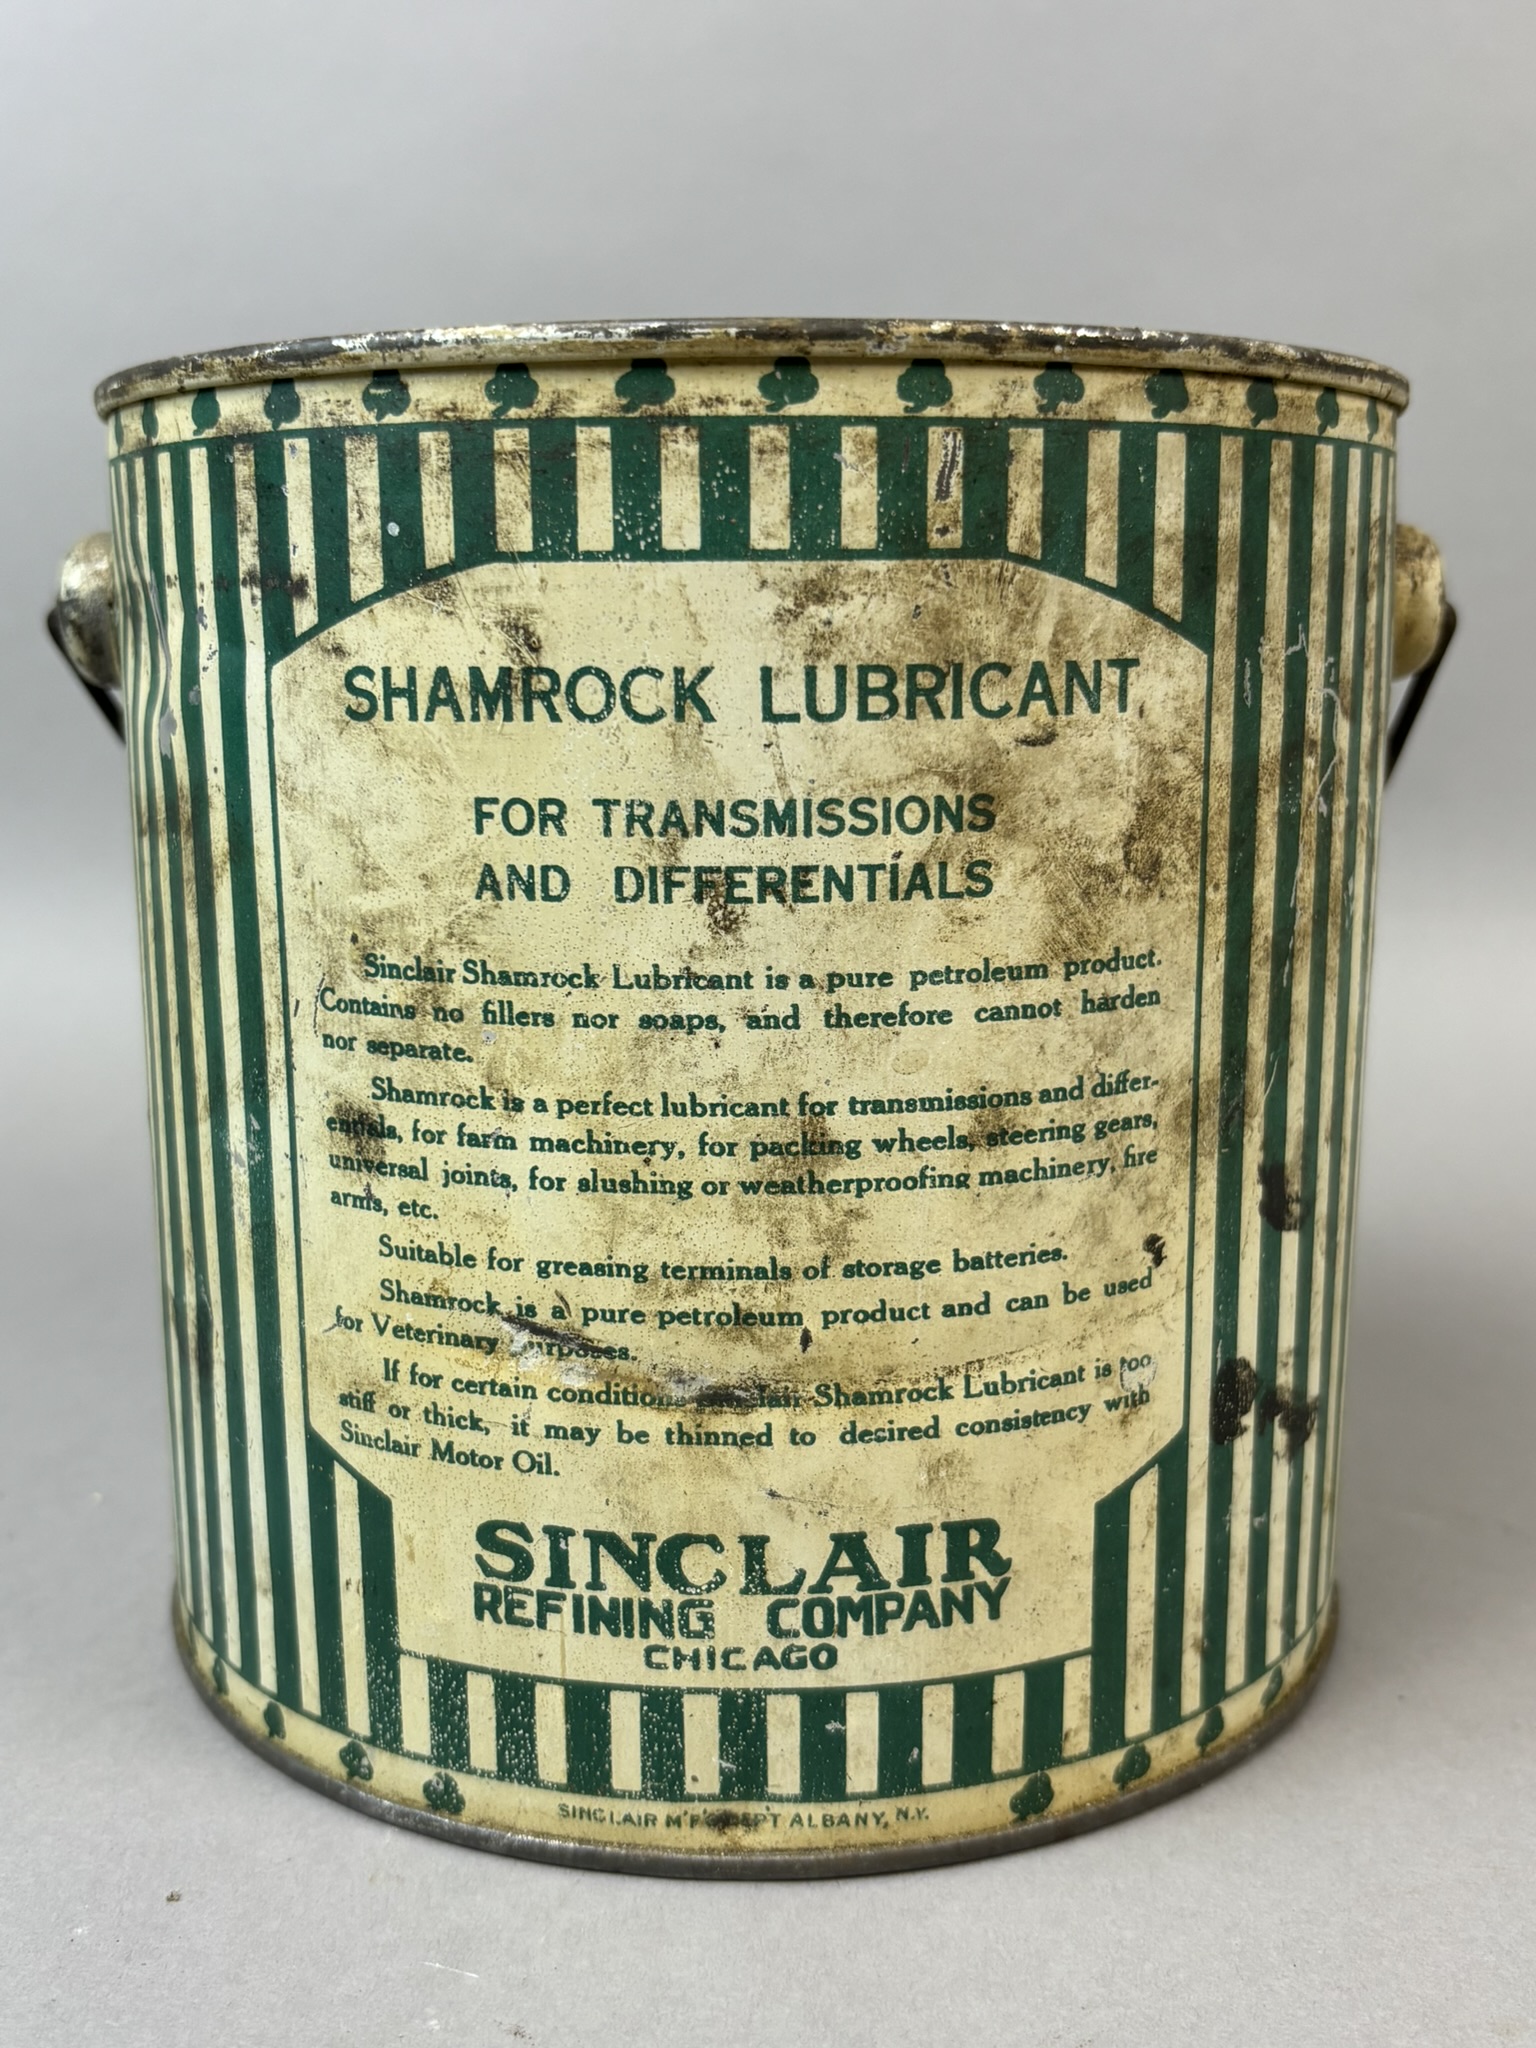 SHAMROCK LUBRICANT
FOR TRANSMISSIONS
AND DIFFERENTIALS
Sinclair Shamrock Lubricant is a pure petroleum product.
Contains no fillers nor soaps, and therefore cannot harden
nor separate.
Shamrock is a perfect lubricant for transmissions and differ-
entials, for farm machinery, for packing wheels, steering gears,
universal joints, for slushing or weatherproofing machinery, fire
arms, etc.
Suitable for greasing terminals of storage batteries.
Shamrock is a pure petroleum product and can be used
for Veterinary purposes.
If for certain conditions Sinclair Shamrock Lubricant is too
stiff or thick, it may be thinned to desired consistency with
Sinclair Motor Oil.
SINCLAIR
REFINING COMPANY
CHICAGO
SINCLAIR M'F'G DEPT ALBANY, N.Y.